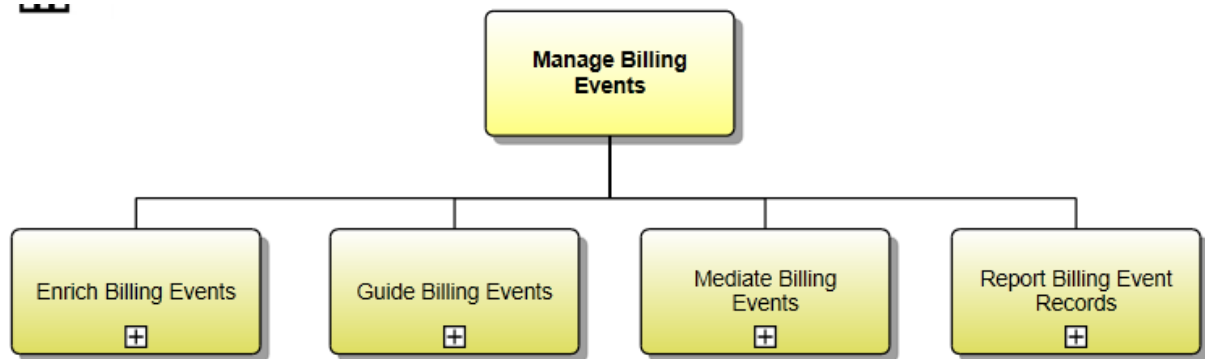 Manage Billing
Events
Enrich Billing Events
Guide Billing Events
Mediate Billing
Events
Report Billing Event
Records